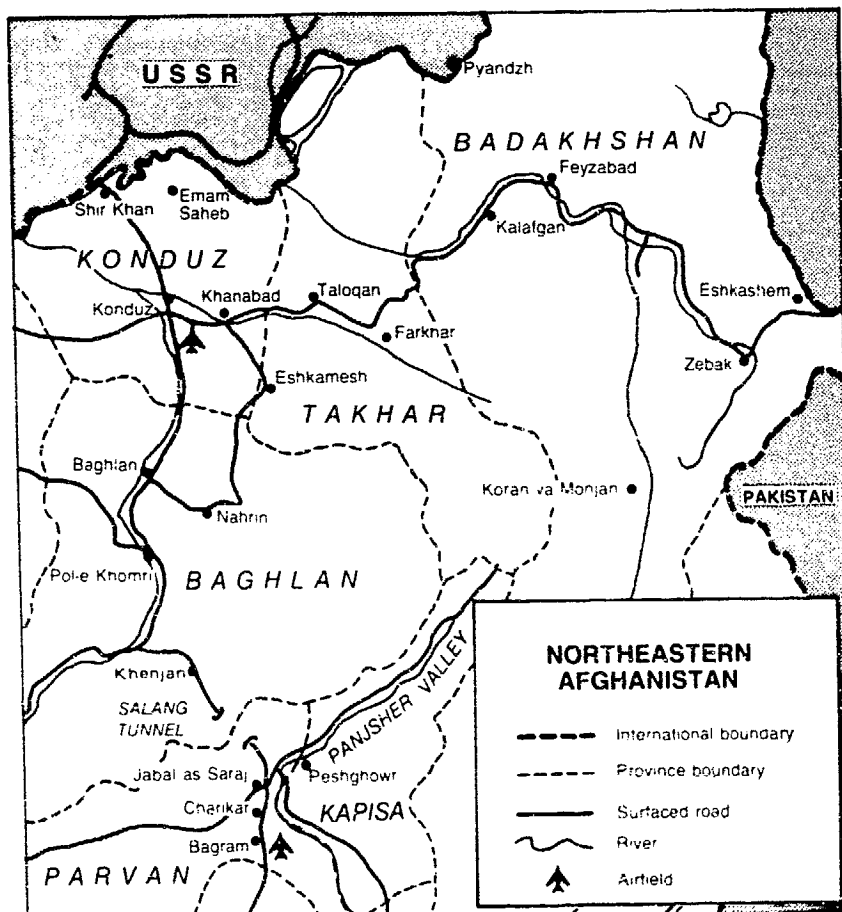 USSR
Pyandzh
BADAKHSHAN
Feyzabad
Shir Khan
Emam
Saheb
Kalafgan
KONDUZ
Eshkashem
Konduz
Khanabad
Taloqan
Farkhar
Zebak
Eshkamesh
TAKHAR
Baghlan
Koran va Monjan
PAKISTAN
Nahrin
Pol-e Khomri
BAGHLAN
Khenjan
SALANG
TUNNEL
PANJSHER VALLEY
Jabal as Saraj
Peshghowr
Charikar
KAPISA
Bagram
PARVAN
NORTHEASTERN
AFGHANISTAN
International boundary
Province boundary
Surfaced road
River
Airfield